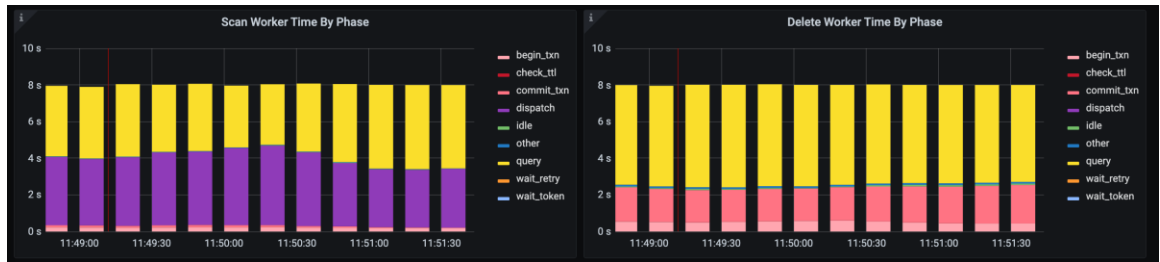 i
Scan Worker Time By Phase
10 s
8 s
6 s
4 s
2 s
0 s
11:49:00
11:49:30
11:50:00
11:50:30
11:51:00
11:51:30
begin_txn
check_ttl
commit_txn
dispatch
idle
other
query
wait_retry
wait_token
i
Delete Worker Time By Phase
10 s
8 s
6 s
4 s
2 s
0 s
11:49:00
11:49:30
11:50:00
11:50:30
11:51:00
11:51:30
begin_txn
check_ttl
commit_txn
dispatch
idle
other
query
wait_retry
wait_token